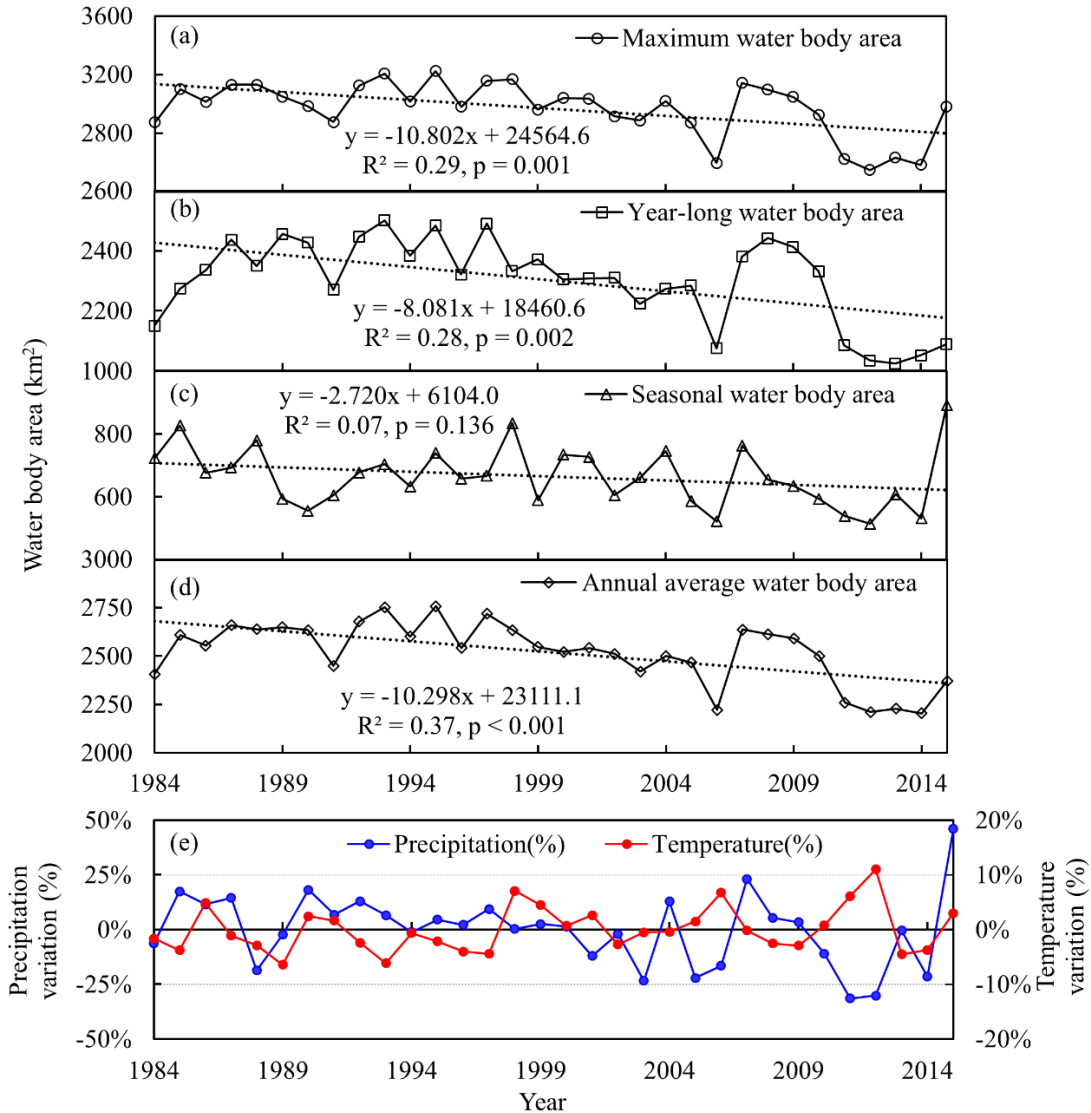 3600
(a)
Maximum water body area
3200
2800
y = -10.802x + 24564.6
R² = 0.29, p = 0.001
2600
(b)
Year-long water body area
2400
2200
y = -8.081x + 18460.6
R² = 0.28, p = 0.002
1000
(c)
y = -2.720x + 6104.0
Seasonal water body area
R² = 0.07, p = 0.136
800
600
3000
(d)
Annual average water body area
2750
2500
2250
y = -10.298x + 23111.1
R² = 0.37, p < 0.001
2000
Water body area (km²)
1984 1989 1994 1999 2004 2009 2014
50% 20%
(e)
Precipitation(%) Temperature(%)
25% 10%
0% 0%
-25% -10%
-50% -20%
Precipitation
variation (%)
Temperature
variation (%)
1984 1989 1994 1999 2004 2009 2014
Year